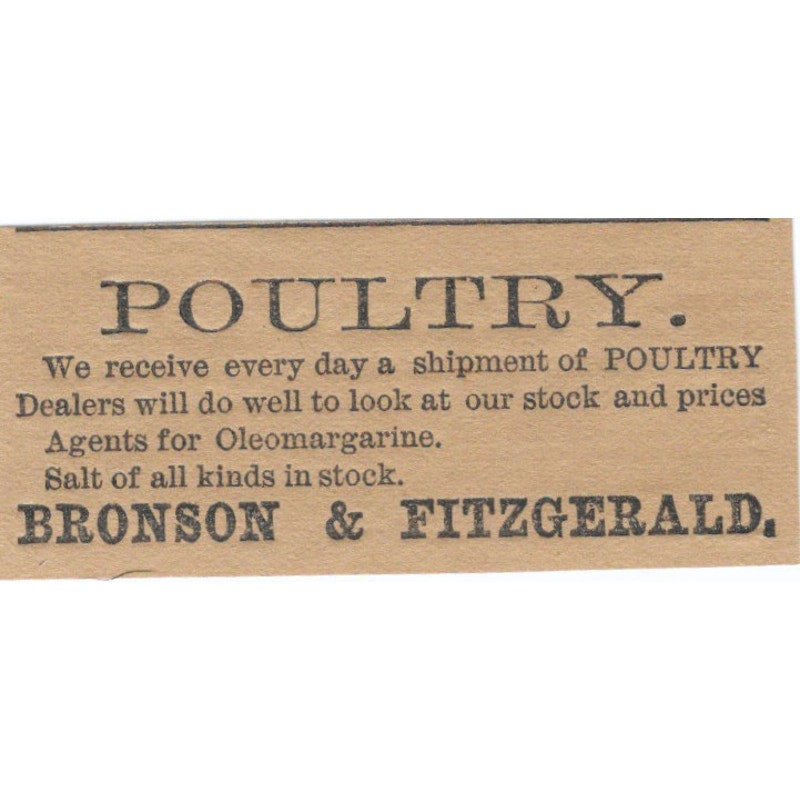 POULTRY.
We receive every day a shipment of POULTRY
Dealers will do well to look at our stock and prices
Agents for Oleomargarine.
Salt of all kinds in stock.
BRONSON & FITZGERALD.